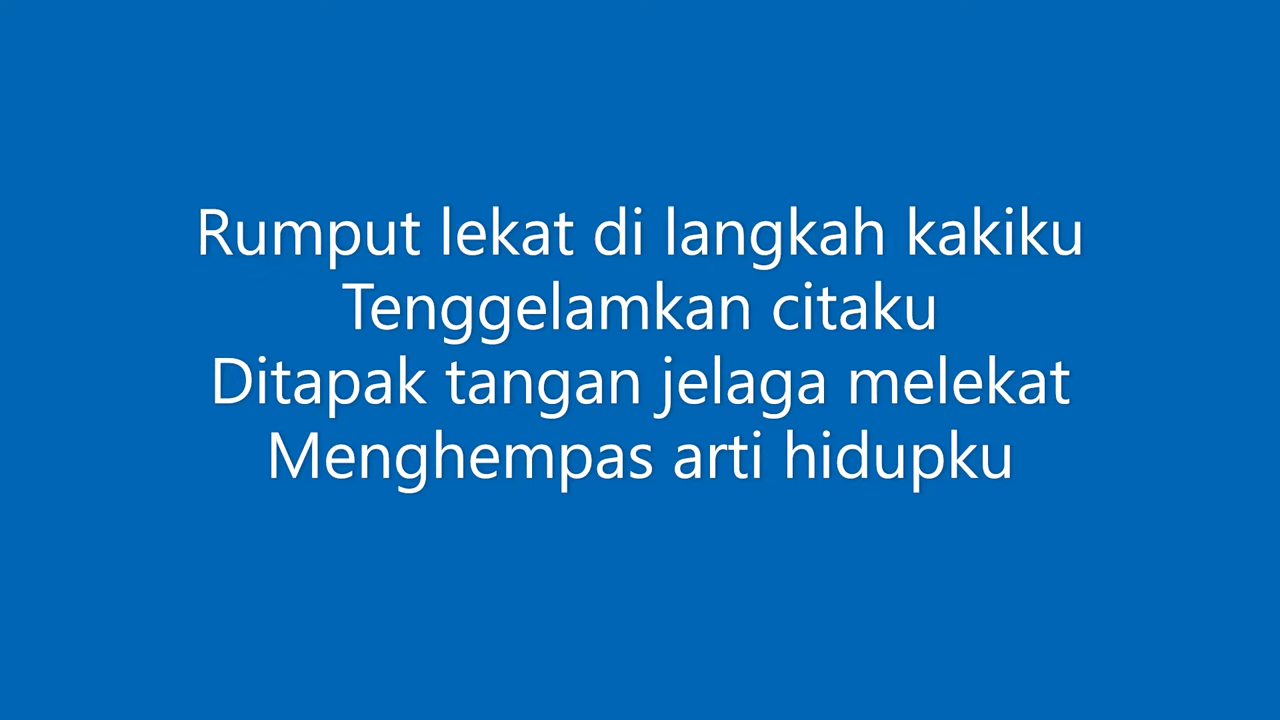 Rumput lekat di langkah kakiku
Tenggelamkan citaku
Ditapak tangan jelaga melekat
Menghempas arti hidupku